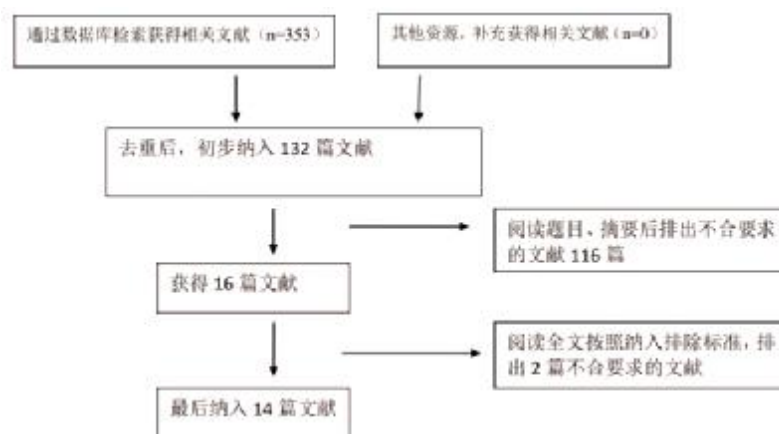 通过数据库检索获得相关文献（n=353）
其他资源，补充获得相关文献（n=0）
去重后，初步纳入 132 篇文献
阅读题目、摘要后排出不合要求
的文献 116 篇
获得 16 篇文献
阅读全文按照纳入排除标准，排
出 2 篇不合要求的文献
最后纳入 14 篇文献